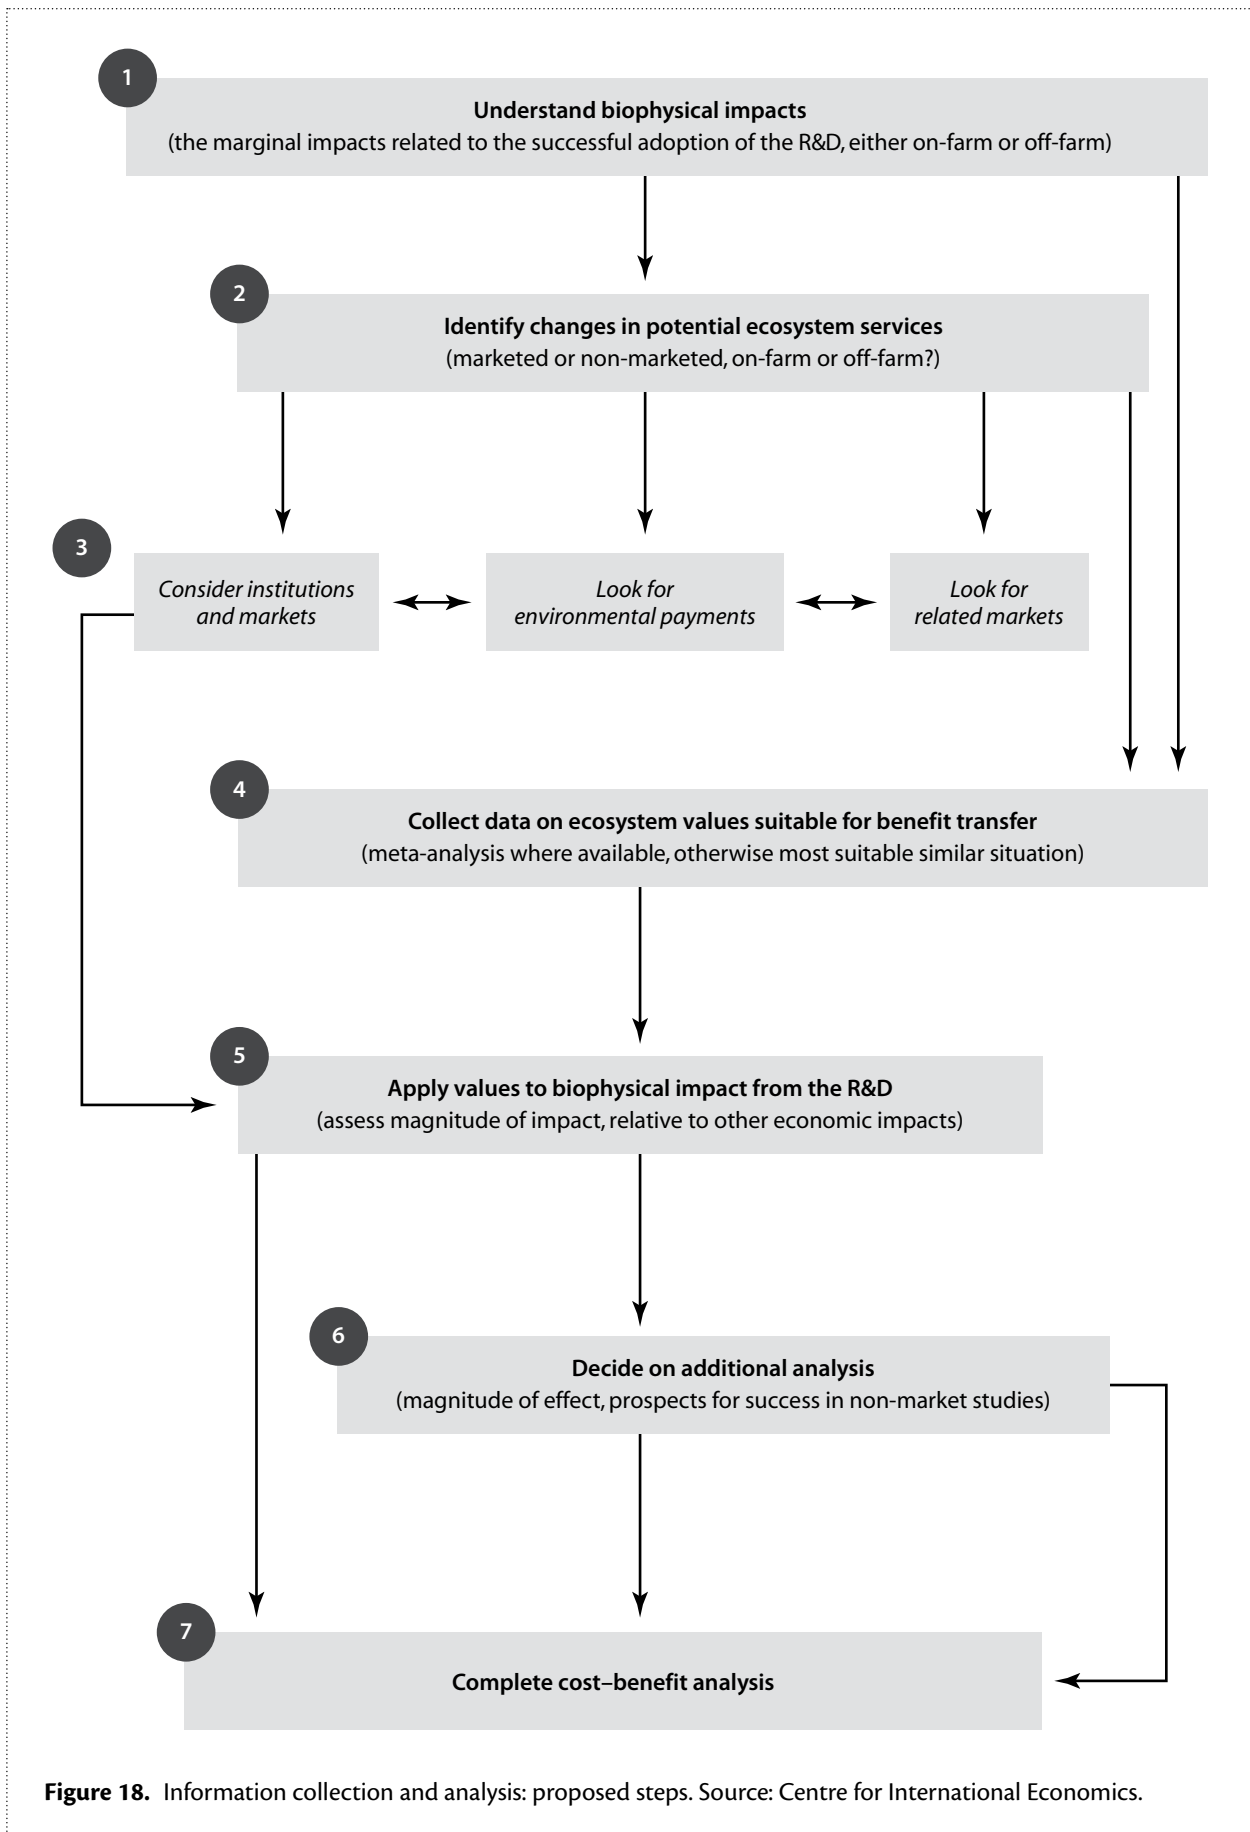 1
Understand biophysical impacts
(the marginal impacts related to the successful adoption of the R&D, either on-farm or off-farm)
2
Identify changes in potential ecosystem services
(marketed or non-marketed, on-farm or off-farm?)
3
Consider institutions
and markets
Look for
environmental payments
Look for
related markets
4
Collect data on ecosystem values suitable for benefit transfer
(meta-analysis where available, otherwise most suitable similar situation)
5
Apply values to biophysical impact from the R&D
(assess magnitude of impact, relative to other economic impacts)
6
Decide on additional analysis
(magnitude of effect, prospects for success in non-market studies)
7
Complete cost–benefit analysis
Figure 18. Information collection and analysis: proposed steps. Source: Centre for International Economics.